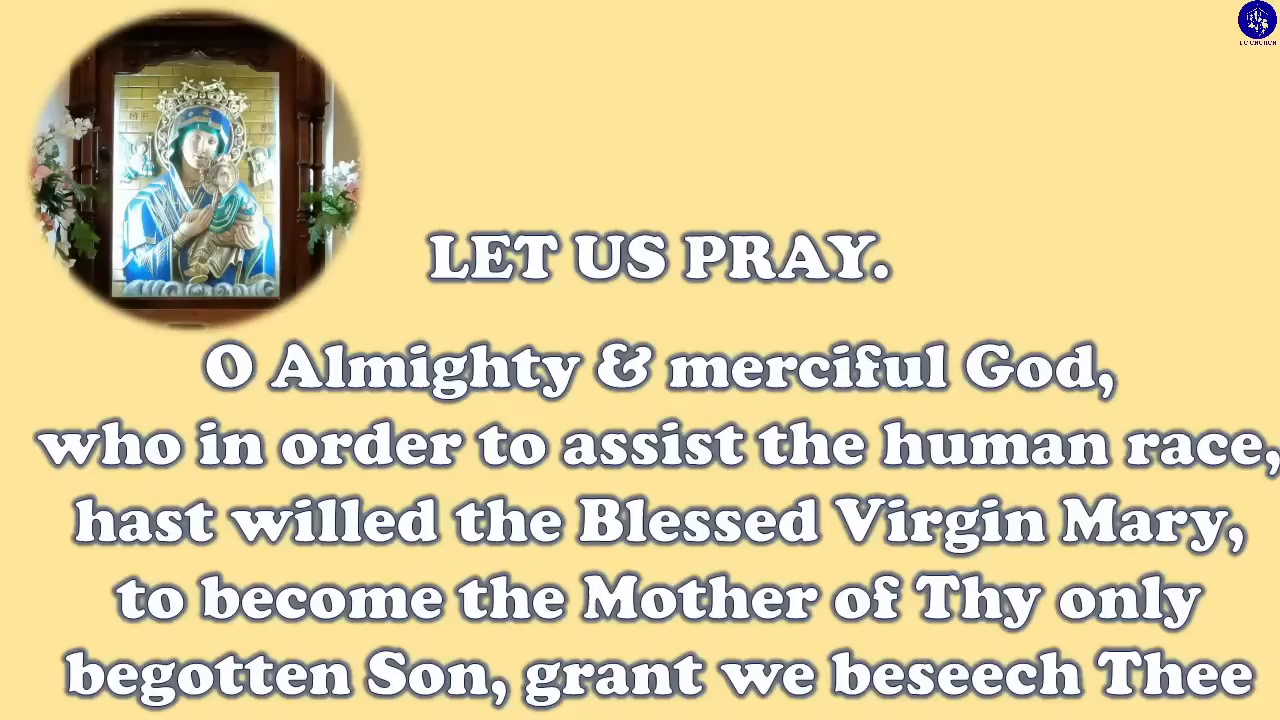 I C CHURCH
LET US PRAY.
O Almighty & merciful God,
who in order to assist the human race,
hast willed the Blessed Virgin Mary,
to become the Mother of Thy only
begotten Son, grant we beseech Thee